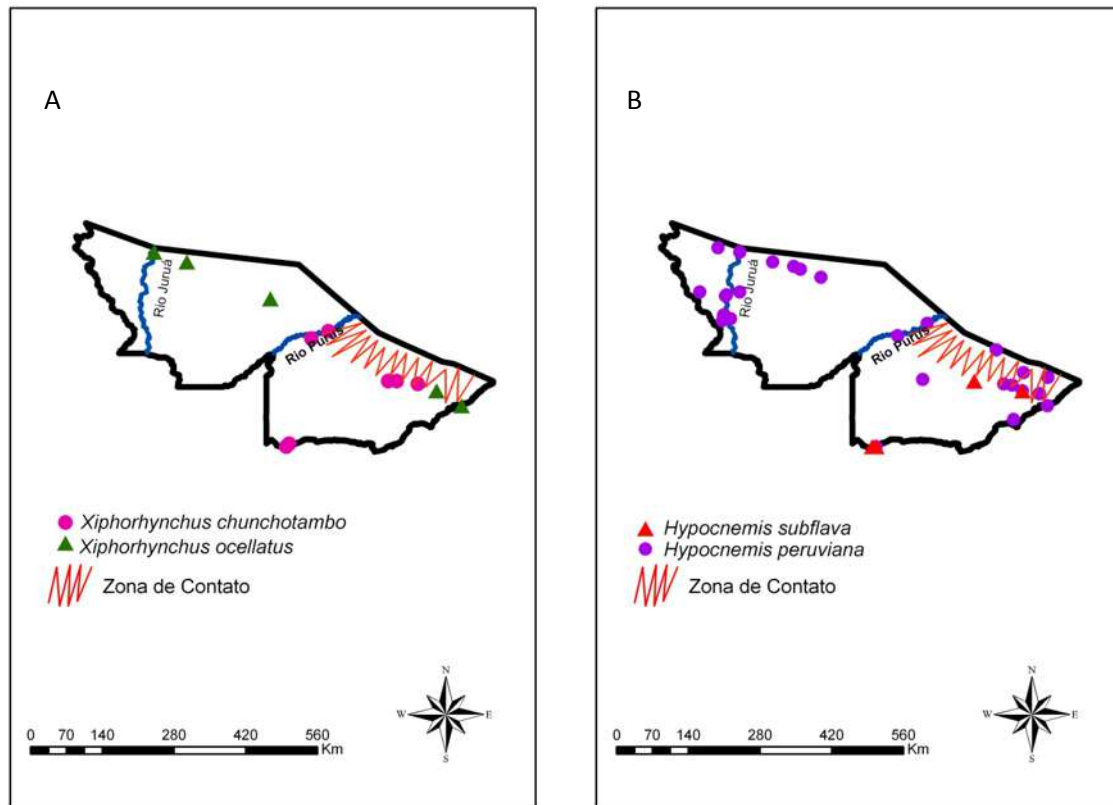 A
Rio Juruá
Rio Purus
Xiphorhynchus chunchotambo
Xiphorhynchus ocellatus
Zona de Contato
N
W E
S
0 70 140 280 420 560
Km
B
Rio Juruá
Rio Purus
Hypocnemis subflava
Hypocnemis peruviana
Zona de Contato
N
W E
S
0 70 140 280 420 560
Km